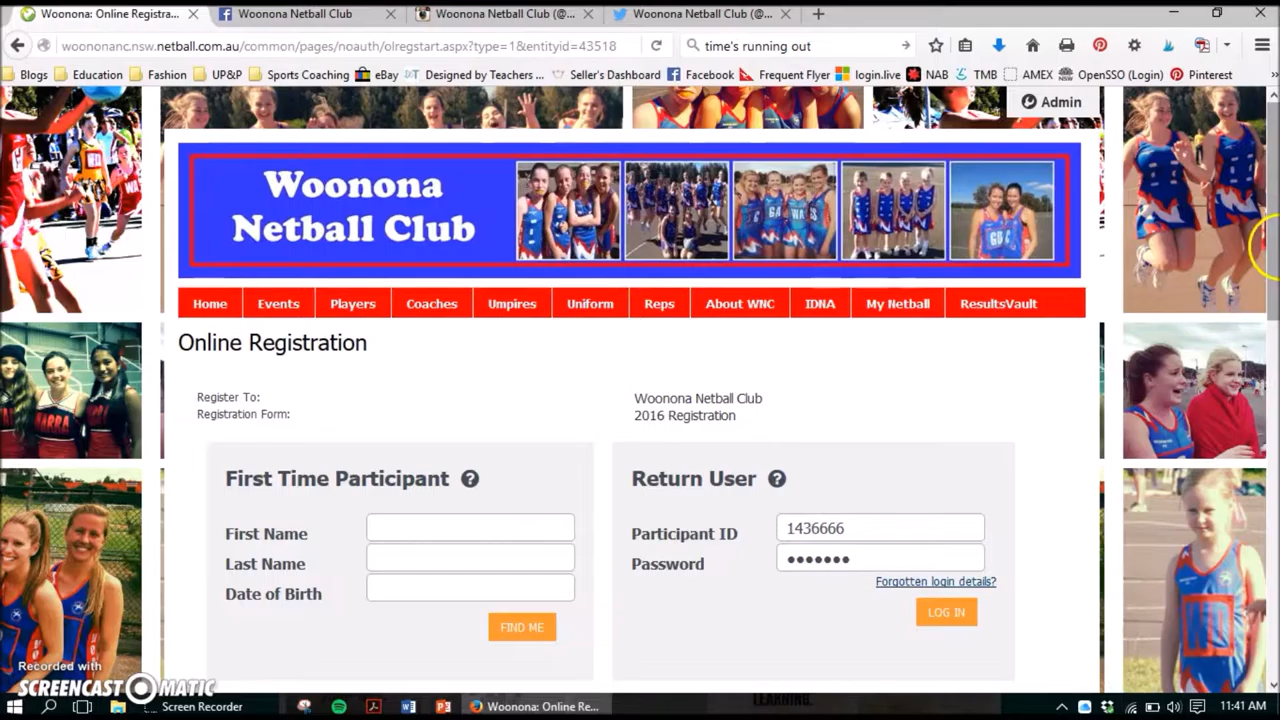 Woonona: Online Registra...
Woonona Netball Club
Woonona Netball Club (@...
Woonona Netball Club (@...
woononanc.nsw.netball.com.au/common/pages/noauth/olregstart.aspx?type=1&entityid=43518
time's running out
Blogs
Education
Fashion
UP&P
Sports Coaching
eBay
Designed by Teachers ...
Seller's Dashboard
Facebook
Frequent Flyer
login.live
NAB
TMB
AMEX
OpenSSO (Login)
Pinterest
Admin
Woonona
Netball Club
Home
Events
Players
Coaches
Umpires
Uniform
Reps
About WNC
IDNA
My Netball
ResultsVault
Online Registration
Register To:
Woonona Netball Club
Registration Form:
2016 Registration
First Time Participant
First Name
Last Name
Date of Birth
FIND ME
Return User
Participant ID
1436666
Password
Forgotten login details?
LOG IN
Recorded with
SCREENCAST-O-MATIC
Screen Recorder
Woonona: Online Re...
11:41 AM